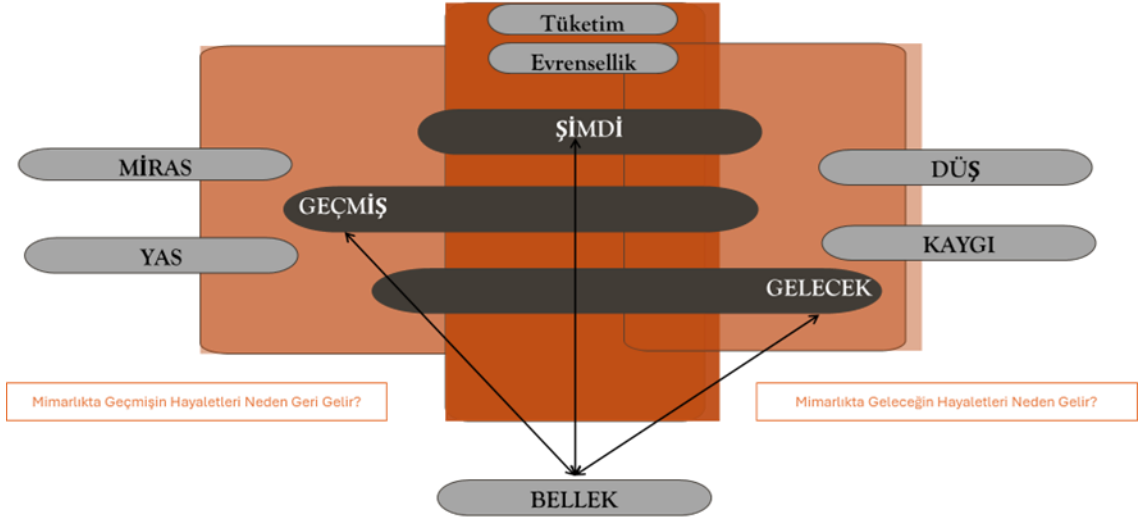 Tüketim
Evrensellik
ŞİMDİ
MİRAS
DÜŞ
GEÇMİŞ
YAS
KAYGI
GELECEK
Mimarlıkta Geçmişin Hayaletleri Neden Geri Gelir?
Mimarlıkta Geleceğin Hayaletleri Neden Gelir?
BELLEK